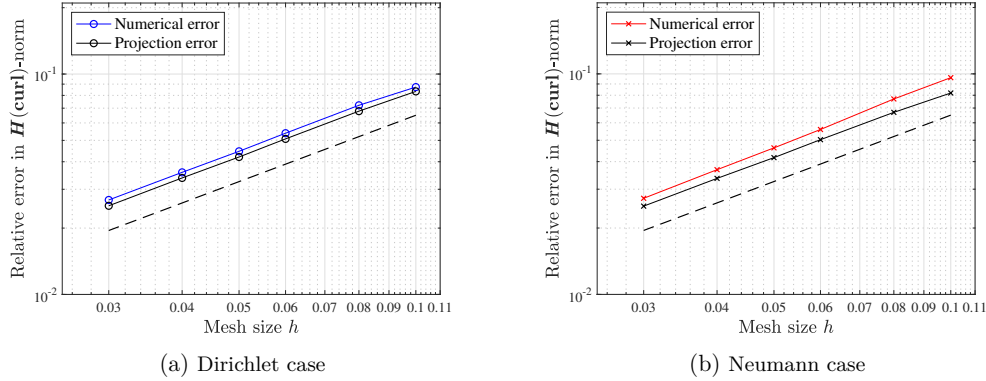 Numerical error
Projection error
10^-1
10^-2
Relative error in H(curl)-norm
0.03 0.04 0.05 0.06 0.07 0.08 0.09 0.1 0.11
Mesh size h
(a) Dirichlet case
Numerical error
Projection error
10^-1
10^-2
Relative error in H(curl)-norm
0.03 0.04 0.05 0.06 0.07 0.08 0.09 0.1 0.11
Mesh size h
(b) Neumann case